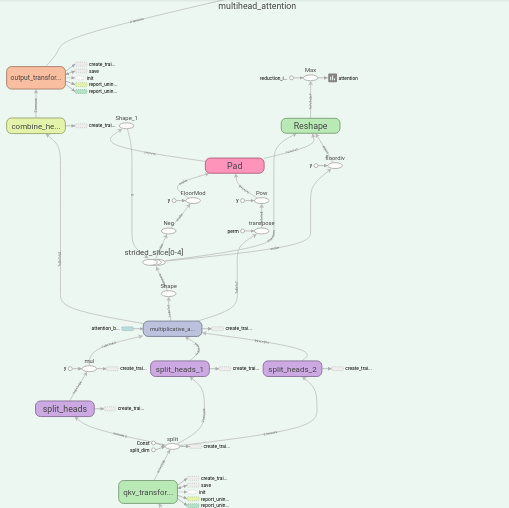 multihead_attention
create_trai...
save
init
report_unin...
report_unin...
output_transfor...
Max
reduction_i...
attention
combine_he...
create_trai...
Shape_1
Reshape
Pad
y
floordiv
FloorMod
y
Pow
y
Neg
transpose
perm
strided_slice[0-4]
Shape
attention_b...
multiplicative_a...
create_trai...
mul
y
create_trai...
split_heads_1
create_trai...
split_heads_2
create_trai...
split_heads
create_trai...
split
Const
split_dim
create_trai...
qkv_transfor...
create_trai...
save
init
report_unin...
report_unin...